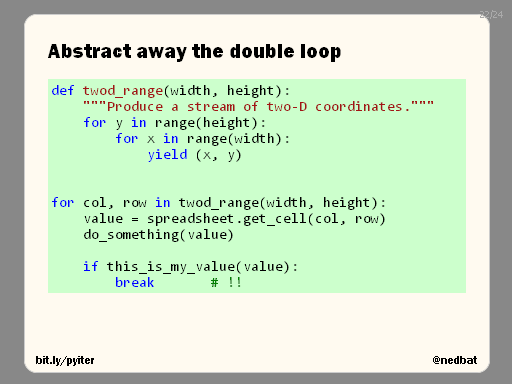 22/24
Abstract away the double loop
def twod_range(width, height):
    """Produce a stream of two-D coordinates."""
    for y in range(height):
        for x in range(width):
            yield (x, y)
for col, row in twod_range(width, height):
    value = spreadsheet.get_cell(col, row)
    do_something(value)
    if this_is_my_value(value):
        break       # !!
bit.ly/pyiter
@nedbat